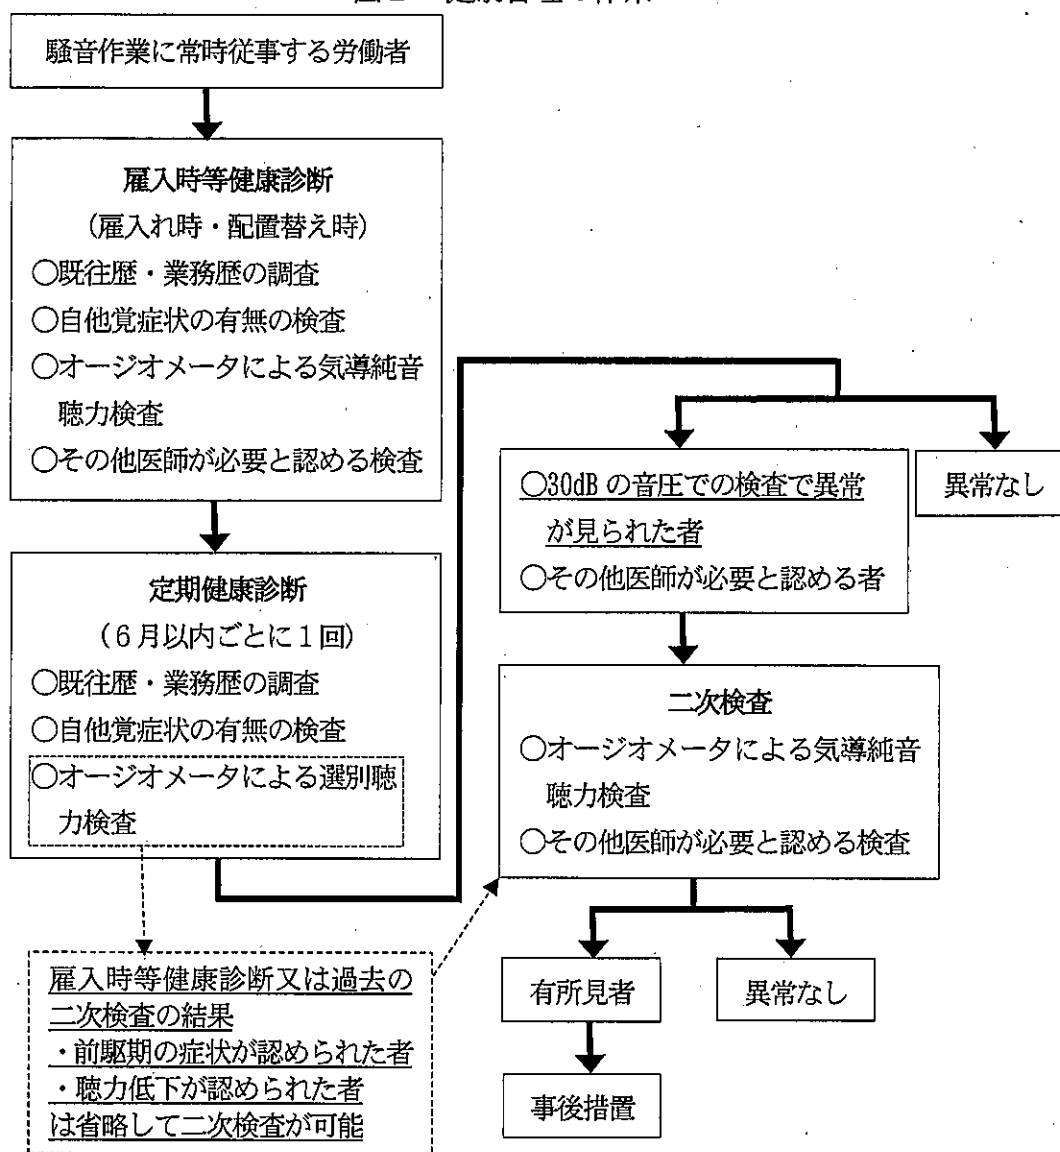 騒音作業に常時従事する労働者
雇入時等健康診断
(雇入れ時・配置替え時)
○既往歴・業務歴の調査
○自他覚症状の有無の検査
○オージオメータによる気導純音
聴力検査
○その他医師が必要と認める検査
定期健康診断
(6月以内ごとに1回)
○既往歴・業務歴の調査
○自他覚症状の有無の検査
○オージオメータによる選別聴
力検査
雇入時等健康診断又は過去の
二次検査の結果
・前駆期の症状が認められた者
・聴力低下が認められた者
は省略して二次検査が可能
○30dBの音圧での検査で異常
が見られた者
○その他医師が必要と認める者
異常なし
二次検査
○オージオメータによる気導純音
聴力検査
○その他医師が必要と認める検査
有所見者
異常なし
事後措置